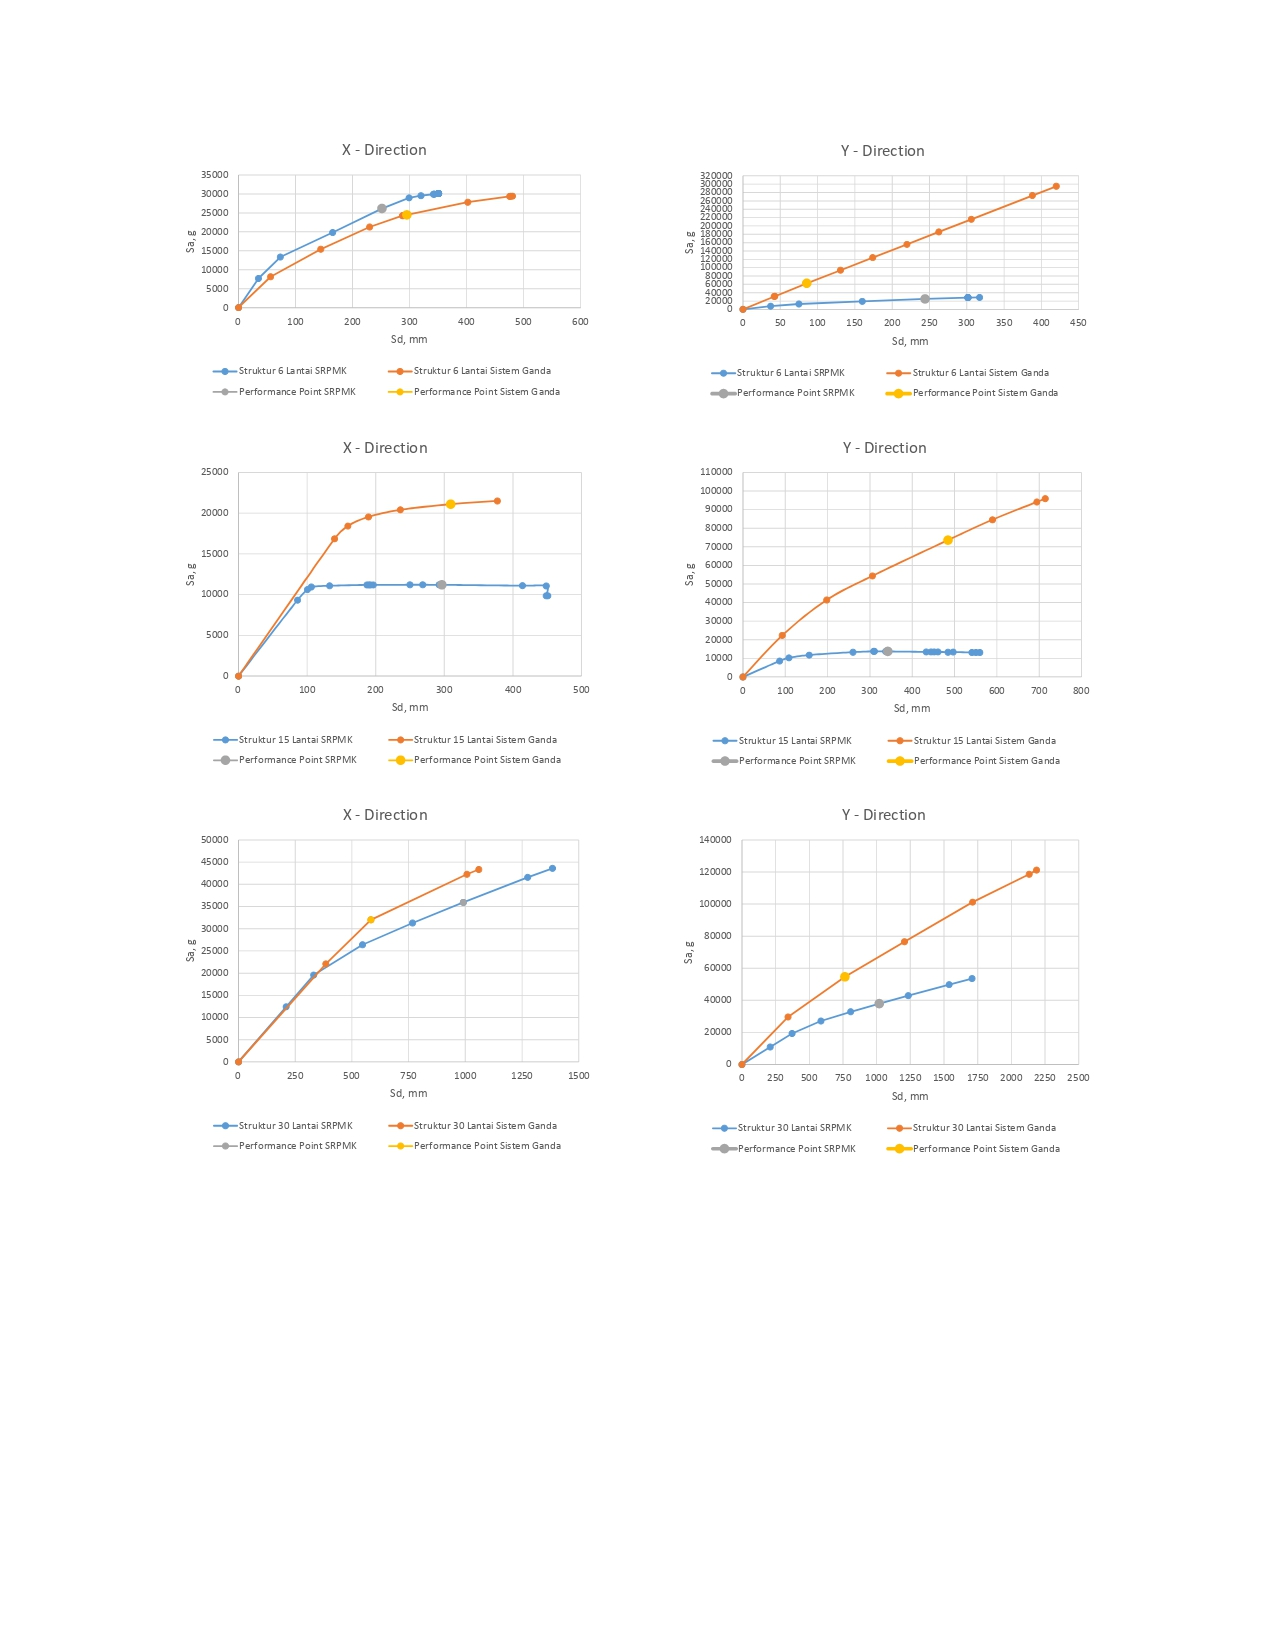 X - Direction
35000
30000
25000
20000
15000
10000
5000
0
Sa, g
0 100 200 300 400 500 600
Sd, mm
Struktur 6 Lantai SRPMK Struktur 6 Lantai Sistem Ganda
Performance Point SRPMK Performance Point Sistem Ganda
Y - Direction
320000
300000
280000
260000
240000
220000
200000
180000
160000
140000
120000
100000
80000
60000
40000
20000
0
Sa, g
0 50 100 150 200 250 300 350 400 450
Sd, mm
Struktur 6 Lantai SRPMK Struktur 6 Lantai Sistem Ganda
Performance Point SRPMK Performance Point Sistem Ganda
X - Direction
25000
20000
15000
10000
5000
0
Sa, g
0 100 200 300 400 500
Sd, mm
Struktur 15 Lantai SRPMK Struktur 15 Lantai Sistem Ganda
Performance Point SRPMK Performance Point Sistem Ganda
Y - Direction
110000
100000
90000
80000
70000
60000
50000
40000
30000
20000
10000
0
Sa, g
0 100 200 300 400 500 600 700 800
Sd, mm
Struktur 15 Lantai SRPMK Struktur 15 Lantai Sistem Ganda
Performance Point SRPMK Performance Point Sistem Ganda
X - Direction
50000
45000
40000
35000
30000
25000
20000
15000
10000
5000
0
Sa, g
0 250 500 750 1000 1250 1500
Sd, mm
Struktur 30 Lantai SRPMK Struktur 30 Lantai Sistem Ganda
Performance Point SRPMK Performance Point Sistem Ganda
Y - Direction
140000
120000
100000
80000
60000
40000
20000
0
Sa, g
0 250 500 750 1000 1250 1500 1750 2000 2250 2500
Sd, mm
Struktur 30 Lantai SRPMK Struktur 30 Lantai Sistem Ganda
Performance Point SRPMK Performance Point Sistem Ganda